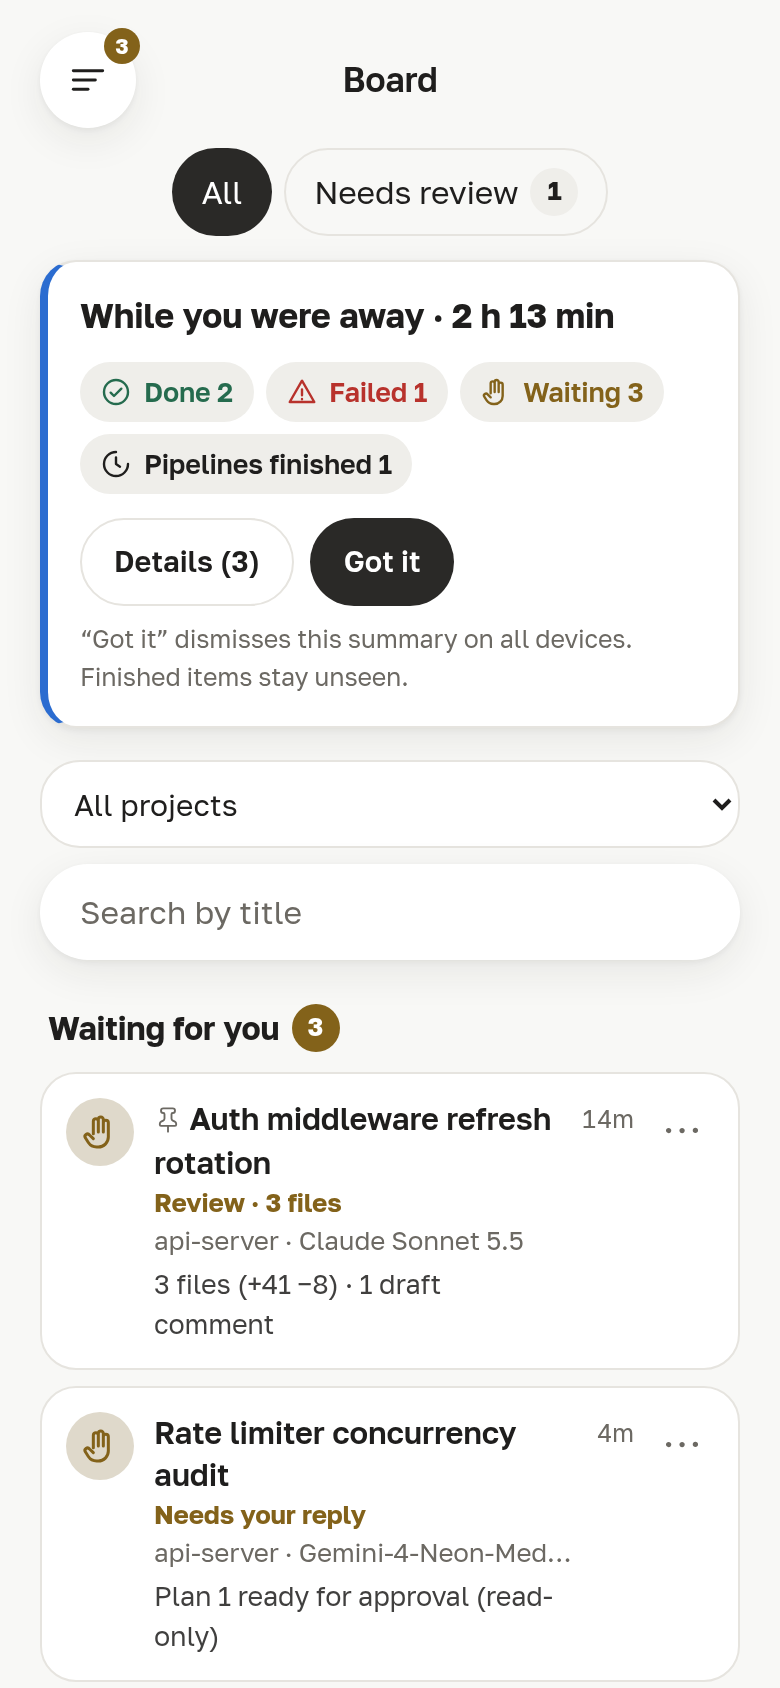 3
Board
All
Needs review 1
While you were away · 2 h 13 min
Done 2
Failed 1
Waiting 3
Pipelines finished 1
Details (3)
Got it
“Got it” dismisses this summary on all devices.
Finished items stay unseen.
All projects
Search by title
Waiting for you 3
Auth middleware refresh 14m ...
rotation
Review · 3 files
api-server · Claude Sonnet 5.5
3 files (+41 −8) · 1 draft
comment
Rate limiter concurrency 4m ...
audit
Needs your reply
api-server · Gemini-4-Neon-Med...
Plan 1 ready for approval (read-
only)